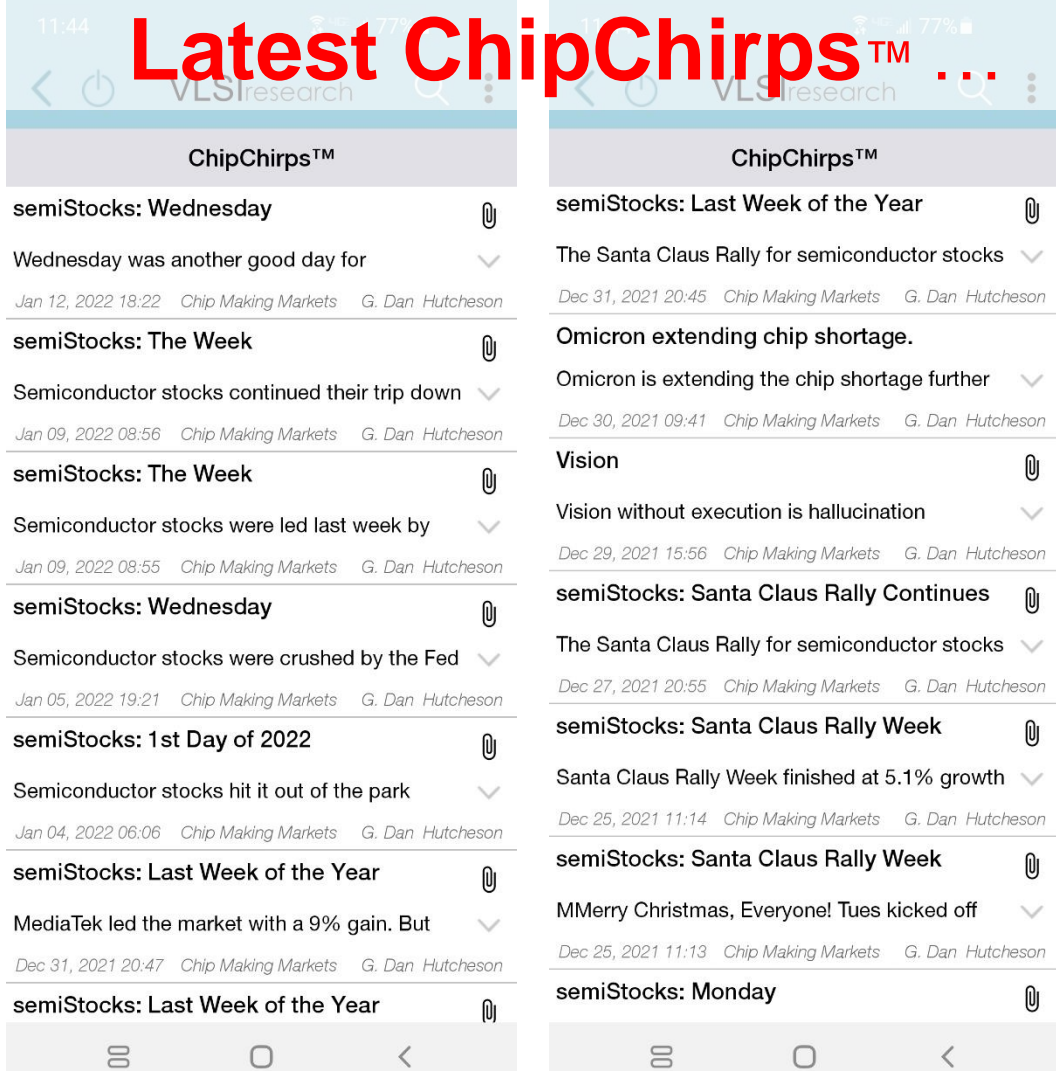 Latest ChipChirps™ ...
11:44
77%
VLSIresearch
ChipChirps™
semiStocks: Wednesday
Wednesday was another good day for
Jan 12, 2022 18:22 Chip Making Markets G. Dan Hutcheson
semiStocks: The Week
Semiconductor stocks continued their trip down
Jan 09, 2022 08:56 Chip Making Markets G. Dan Hutcheson
semiStocks: The Week
Semiconductor stocks were led last week by
Jan 09, 2022 08:55 Chip Making Markets G. Dan Hutcheson
semiStocks: Wednesday
Semiconductor stocks were crushed by the Fed
Jan 05, 2022 19:21 Chip Making Markets G. Dan Hutcheson
semiStocks: 1st Day of 2022
Semiconductor stocks hit it out of the park
Jan 04, 2022 06:06 Chip Making Markets G. Dan Hutcheson
semiStocks: Last Week of the Year
MediaTek led the market with a 9% gain. But
Dec 31, 2021 20:47 Chip Making Markets G. Dan Hutcheson
semiStocks: Last Week of the Year
77%
VLSIresearch
ChipChirps™
semiStocks: Last Week of the Year
The Santa Claus Rally for semiconductor stocks
Dec 31, 2021 20:45 Chip Making Markets G. Dan Hutcheson
Omicron extending chip shortage.
Omicron is extending the chip shortage further
Dec 30, 2021 09:41 Chip Making Markets G. Dan Hutcheson
Vision
Vision without execution is hallucination
Dec 29, 2021 15:56 Chip Making Markets G. Dan Hutcheson
semiStocks: Santa Claus Rally Continues
The Santa Claus Rally for semiconductor stocks
Dec 27, 2021 20:55 Chip Making Markets G. Dan Hutcheson
semiStocks: Santa Claus Rally Week
Santa Claus Rally Week finished at 5.1% growth
Dec 25, 2021 11:14 Chip Making Markets G. Dan Hutcheson
semiStocks: Santa Claus Rally Week
MMerry Christmas, Everyone! Tues kicked off
Dec 25, 2021 11:13 Chip Making Markets G. Dan Hutcheson
semiStocks: Monday